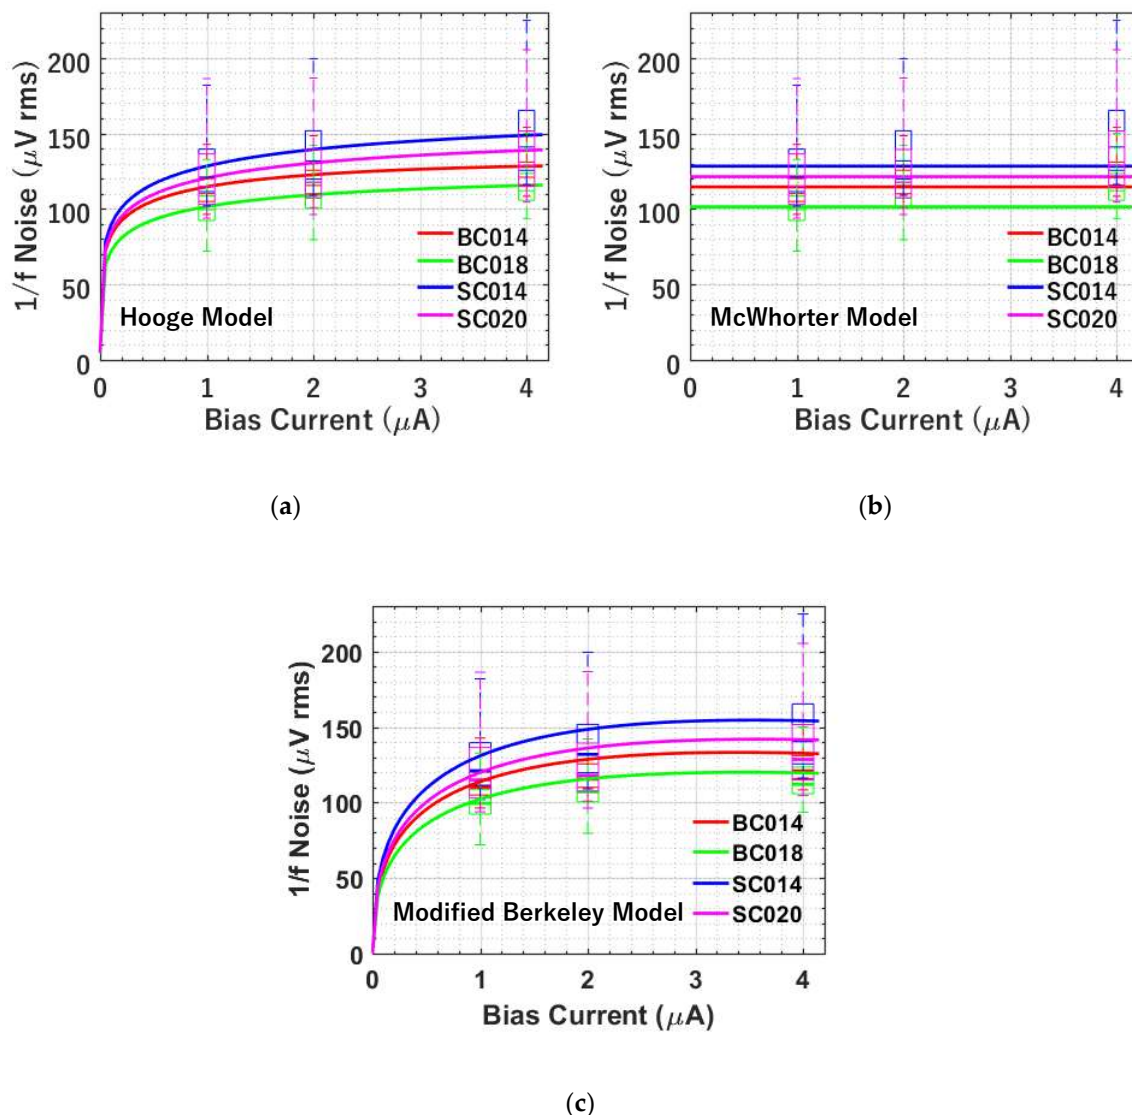 200
150
100
50
0
1/f Noise (μV rms)
BC014
BC018
SC014
SC020
Hooge Model
0 1 2 3 4
Bias Current (μA)
(a)
200
150
100
50
0
1/f Noise (μV rms)
BC014
BC018
SC014
SC020
McWhorter Model
0 1 2 3 4
Bias Current (μA)
(b)
200
150
100
50
0
1/f Noise (μV rms)
BC014
BC018
SC014
SC020
Modified Berkeley Model
0 1 2 3 4
Bias Current (μA)
(c)